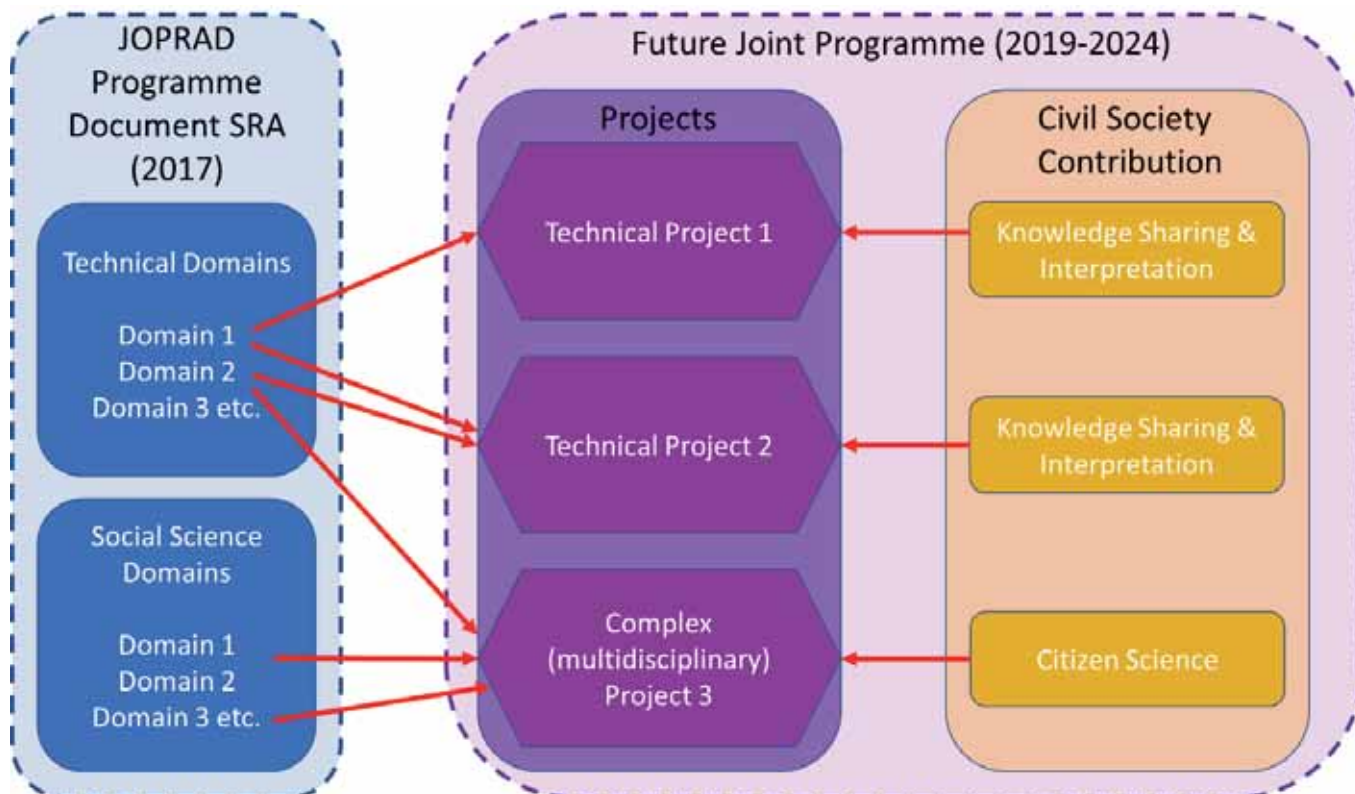 JOPRAD
Programme
Document SRA
(2017)
Technical Domains
Domain 1
Domain 2
Domain 3 etc.
Social Science
Domains
Domain 1
Domain 2
Domain 3 etc.
Future Joint Programme (2019-2024)
Projects
Technical Project 1
Technical Project 2
Complex
(multidisciplinary)
Project 3
Civil Society
Contribution
Knowledge Sharing &
Interpretation
Knowledge Sharing &
Interpretation
Citizen Science